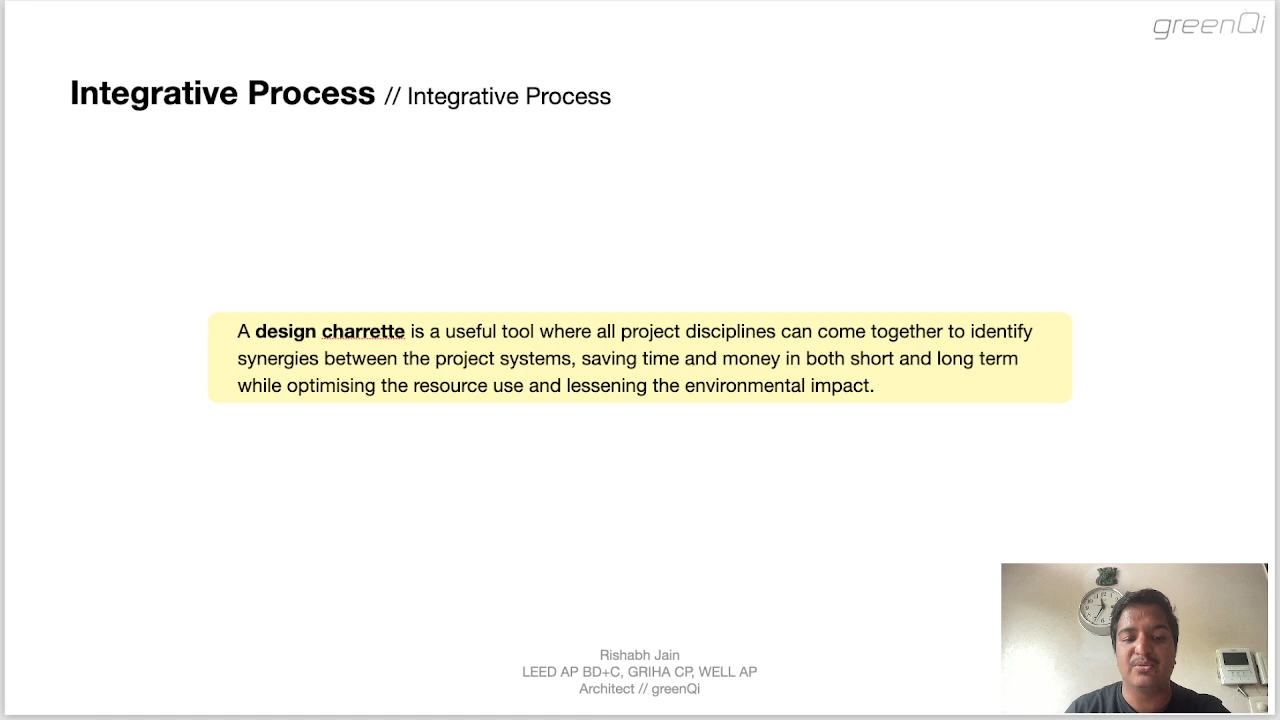 greenQi
Integrative Process // Integrative Process
A design charrette is a useful tool where all project disciplines can come together to identify
synergies between the project systems, saving time and money in both short and long term
while optimising the resource use and lessening the environmental impact.
Rishabh Jain
LEED AP BD+C, GRIHA CP, WELL AP
Architect // greenQi